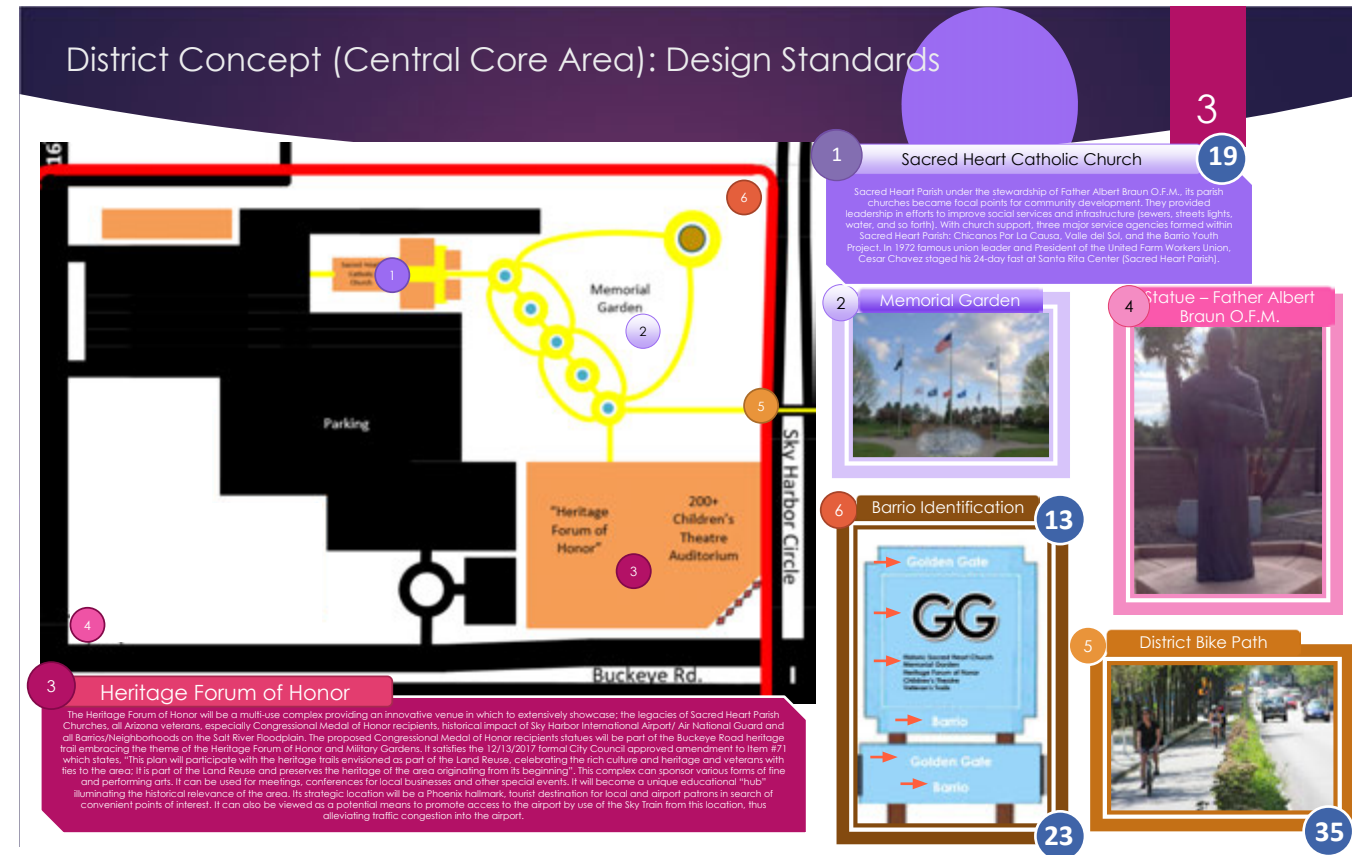 District Concept (Central Core Area): Design Standards
3
16
6
Sacred Heart
Catholic
Church
1
Memorial
Garden
2
5
Parking
Sky Harbor Circle
"Heritage
Forum of
Honor"
200+
Children's
Theatre
Auditorium
3
4
Buckeye Rd.
1
Sacred Heart Catholic Church
19
Sacred Heart Parish under the stewardship of Father Albert Braun O.F.M., its parish
churches became focal points for community development. They provided
leadership in efforts to improve social services and infrastructure (sewers, streets lights,
water, and so forth). With church support, three major service agencies formed within
Sacred Heart Parish: Chicanos Por La Causa, Valle del Sol, and the Barrio Youth
Project. In 1972 famous union leader and President of the United Farm Workers Union,
Cesar Chavez staged his 24-day fast at Santa Rita Center (Sacred Heart Parish).
2
Memorial Garden
4
Statue – Father Albert
Braun O.F.M.
6
Barrio Identification
13
Golden Gate
GG
Historic Sacred Heart Church
Memorial Garden
Heritage Forum of Honor
Children's Theatre
Veteran's Trails
Barrio
Golden Gate
Barrio
23
5
District Bike Path
35
3
Heritage Forum of Honor
The Heritage Forum of Honor will be a multi-use complex providing an innovative venue in which to extensively showcase; the legacies of Sacred Heart Parish
Churches, all Arizona veterans, especially Congressional Medal of Honor recipients, historical impact of Sky Harbor International Airport/ Air National Guard and
all Barrios/Neighborhoods on the Salt River Floodplain. The proposed Congressional Medal of Honor recipients statues will be part of the Buckeye Road heritage
trail embracing the theme of the Heritage Forum of Honor and Military Gardens. It satisfies the 12/13/2017 formal City Council approved amendment to Item #71
which states, "This plan will participate with the heritage trails envisioned as part of the Land Reuse, celebrating the rich culture and heritage and veterans with
ties to the area; It is part of the Land Reuse and preserves the heritage of the area originating from its beginning". This complex can sponsor various forms of fine
and performing arts. It can be used for meetings, conferences for local businesses and other special events. It will become a unique educational "hub"
illuminating the historical relevance of the area. Its strategic location will be a Phoenix hallmark, tourist destination for local and airport patrons in search of
convenient points of interest. It can also be viewed as a potential means to promote access to the airport by use of the Sky Train from this location, thus
alleviating traffic congestion into the airport.